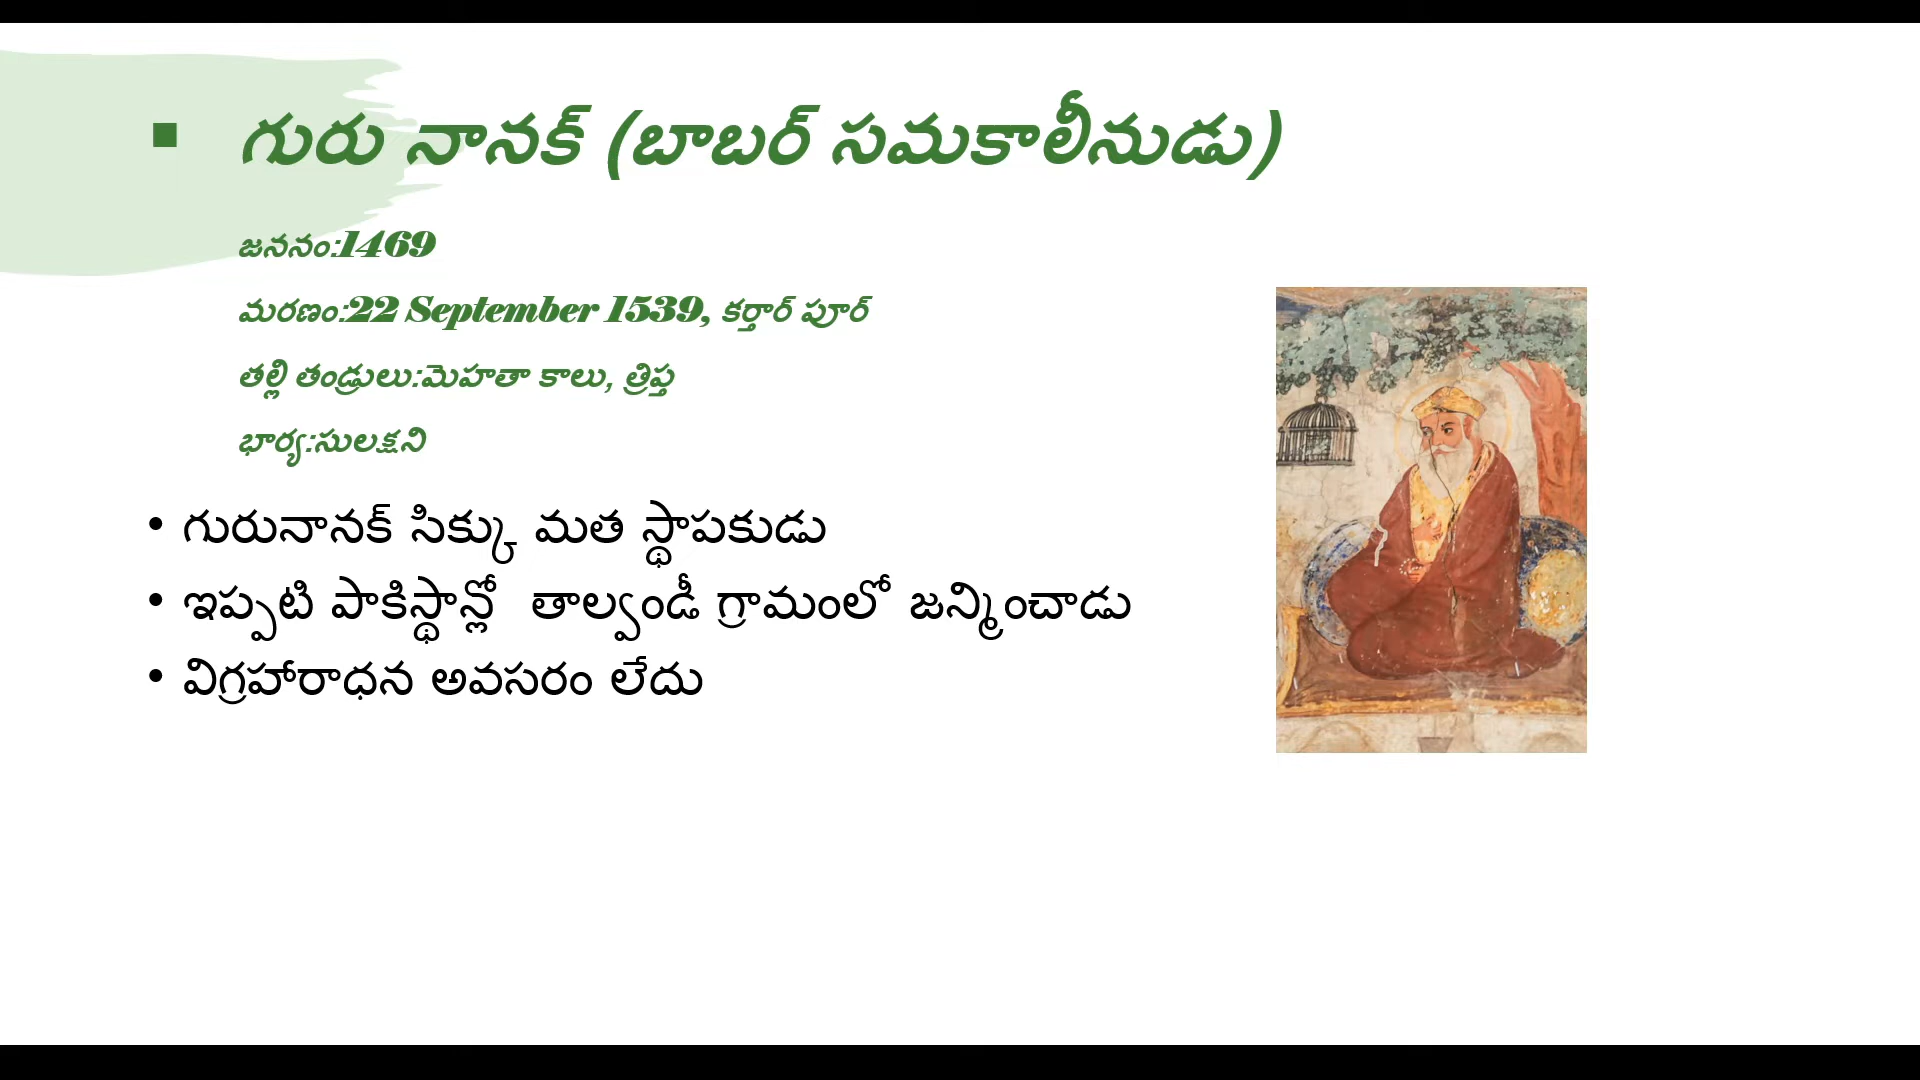 ▪ గురు నానక్ (బాబర్ సమకాలీనుడు)
జననం:1469
మరణం:22 September 1539, కర్తార్ పూర్
తల్లి తండ్రులు:మెహతా కాలు, త్రిప్త
భార్య:సులక్షని
• గురునానక్ సిక్కు మత స్థాపకుడు
• ఇప్పటి పాకిస్థాన్లో తాల్వండీ గ్రామంలో జన్మించాడు
• విగ్రహారాధన అవసరం లేదు